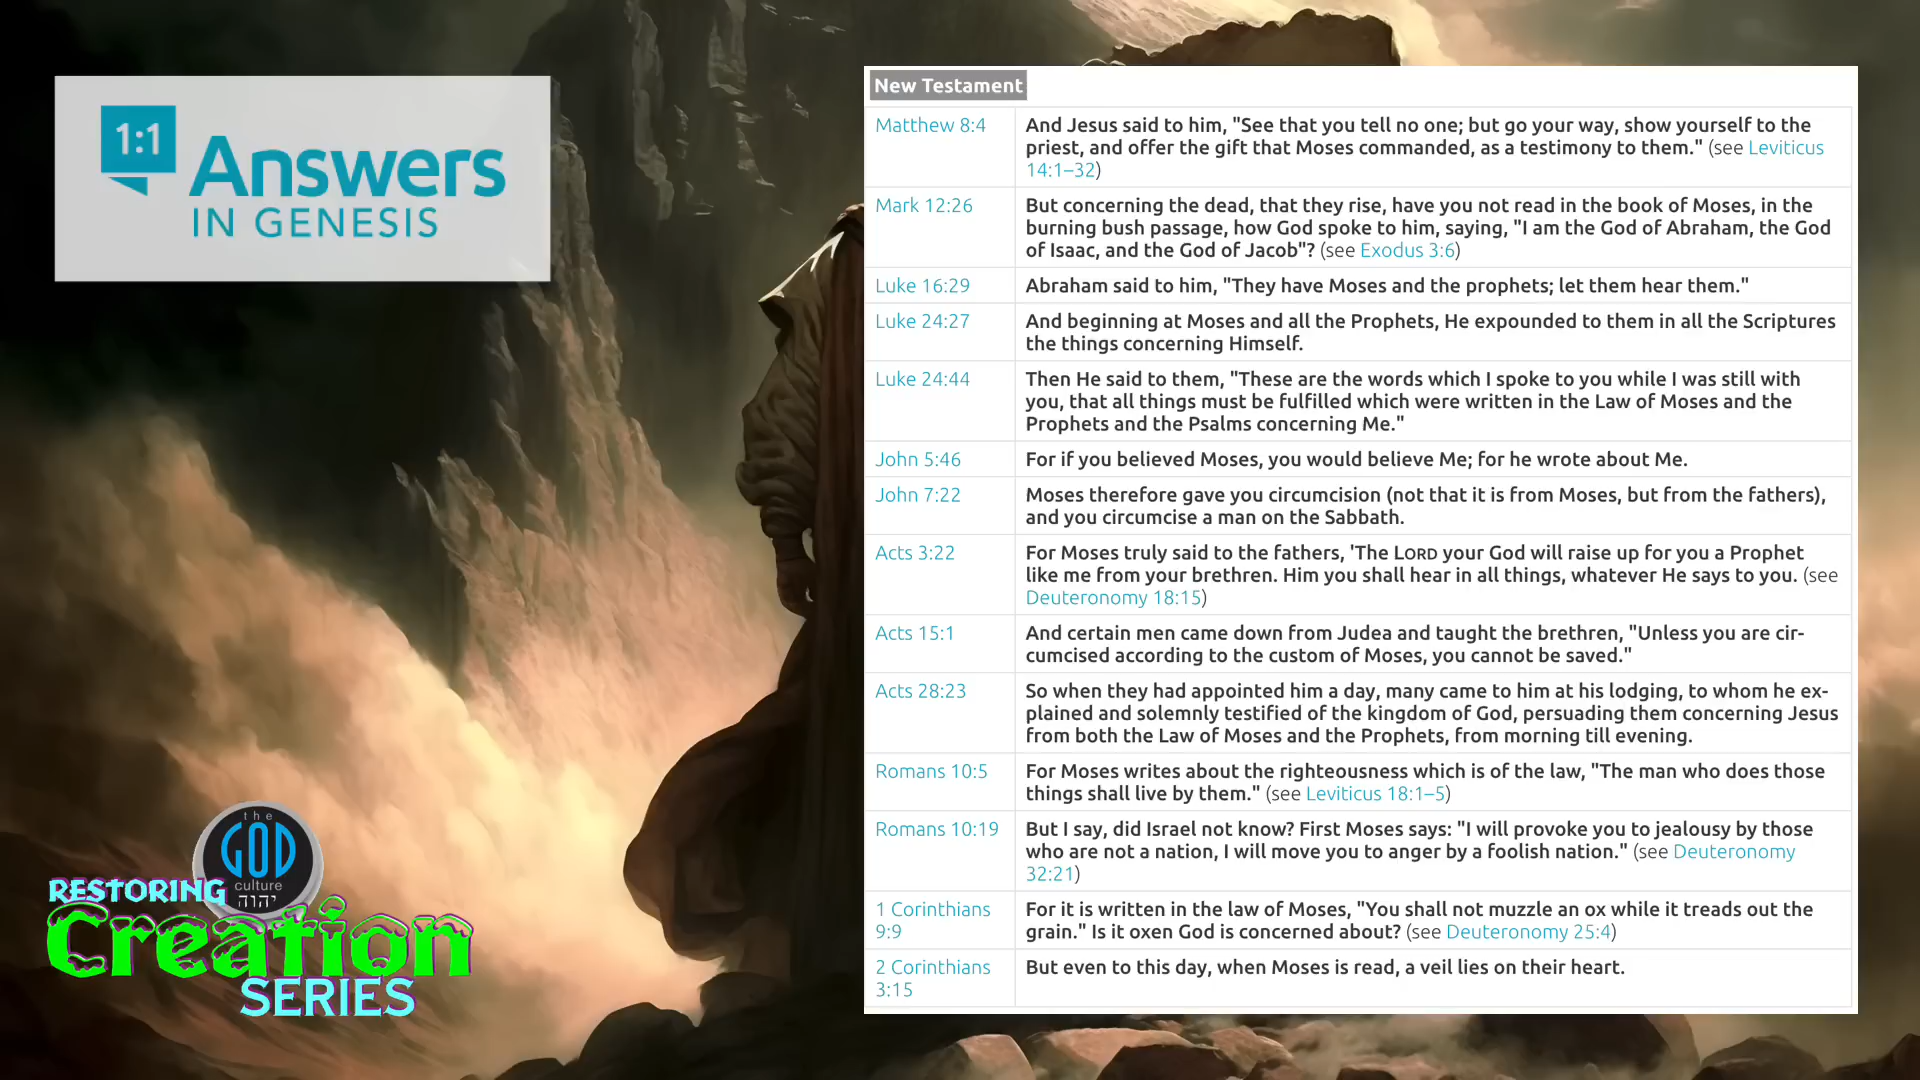 1:1
Answers
IN GENESIS
New Testament
Matthew 8:4
And Jesus said to him, "See that you tell no one; but go your way, show yourself to the
priest, and offer the gift that Moses commanded, as a testimony to them." (see Leviticus
14:1–32)
Mark 12:26
But concerning the dead, that they rise, have you not read in the book of Moses, in the
burning bush passage, how God spoke to him, saying, "I am the God of Abraham, the God
of Isaac, and the God of Jacob"? (see Exodus 3:6)
Luke 16:29
Abraham said to him, "They have Moses and the prophets; let them hear them."
Luke 24:27
And beginning at Moses and all the Prophets, He expounded to them in all the Scriptures
the things concerning Himself.
Luke 24:44
Then He said to them, "These are the words which I spoke to you while I was still with
you, that all things must be fulfilled which were written in the Law of Moses and the
Prophets and the Psalms concerning Me."
John 5:46
For if you believed Moses, you would believe Me; for he wrote about Me.
John 7:22
Moses therefore gave you circumcision (not that it is from Moses, but from the fathers),
and you circumcise a man on the Sabbath.
Acts 3:22
For Moses truly said to the fathers, 'The LORD your God will raise up for you a Prophet
like me from your brethren. Him you shall hear in all things, whatever He says to you. (see
Deuteronomy 18:15)
Acts 15:1
And certain men came down from Judea and taught the brethren, "Unless you are cir-
cumcised according to the custom of Moses, you cannot be saved."
Acts 28:23
So when they had appointed him a day, many came to him at his lodging, to whom he ex-
plained and solemnly testified of the kingdom of God, persuading them concerning Jesus
from both the Law of Moses and the Prophets, from morning till evening.
Romans 10:5
For Moses writes about the righteousness which is of the law, "The man who does those
things shall live by them." (see Leviticus 18:1–5)
Romans 10:19
But I say, did Israel not know? First Moses says: "I will provoke you to jealousy by those
who are not a nation, I will move you to anger by a foolish nation." (see Deuteronomy
32:21)
1 Corinthians
9:9
For it is written in the law of Moses, "You shall not muzzle an ox while it treads out the
grain." Is it oxen God is concerned about? (see Deuteronomy 25:4)
2 Corinthians
3:15
But even to this day, when Moses is read, a veil lies on their heart.
the
GOD
culture
יהוה
RESTORING
Creation
SERIES